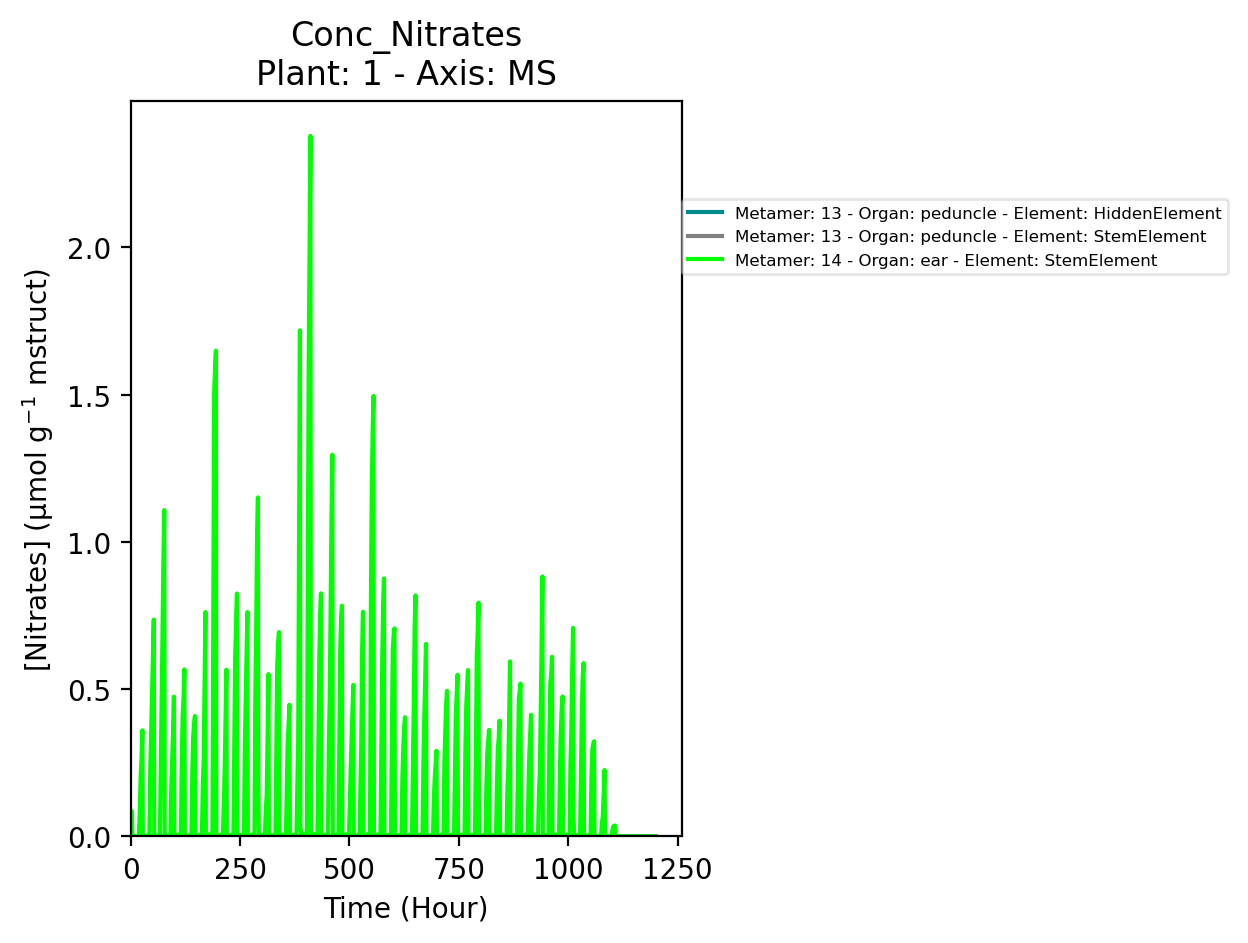 Conc_Nitrates
Plant: 1 - Axis: MS
2.0
1.5
1.0
0.5
0.0
[Nitrates] (µmol g⁻¹ mstruct)
0 250 500 750 1000 1250
Time (Hour)
Metamer: 13 - Organ: peduncle - Element: HiddenElement
Metamer: 13 - Organ: peduncle - Element: StemElement
Metamer: 14 - Organ: ear - Element: StemElement